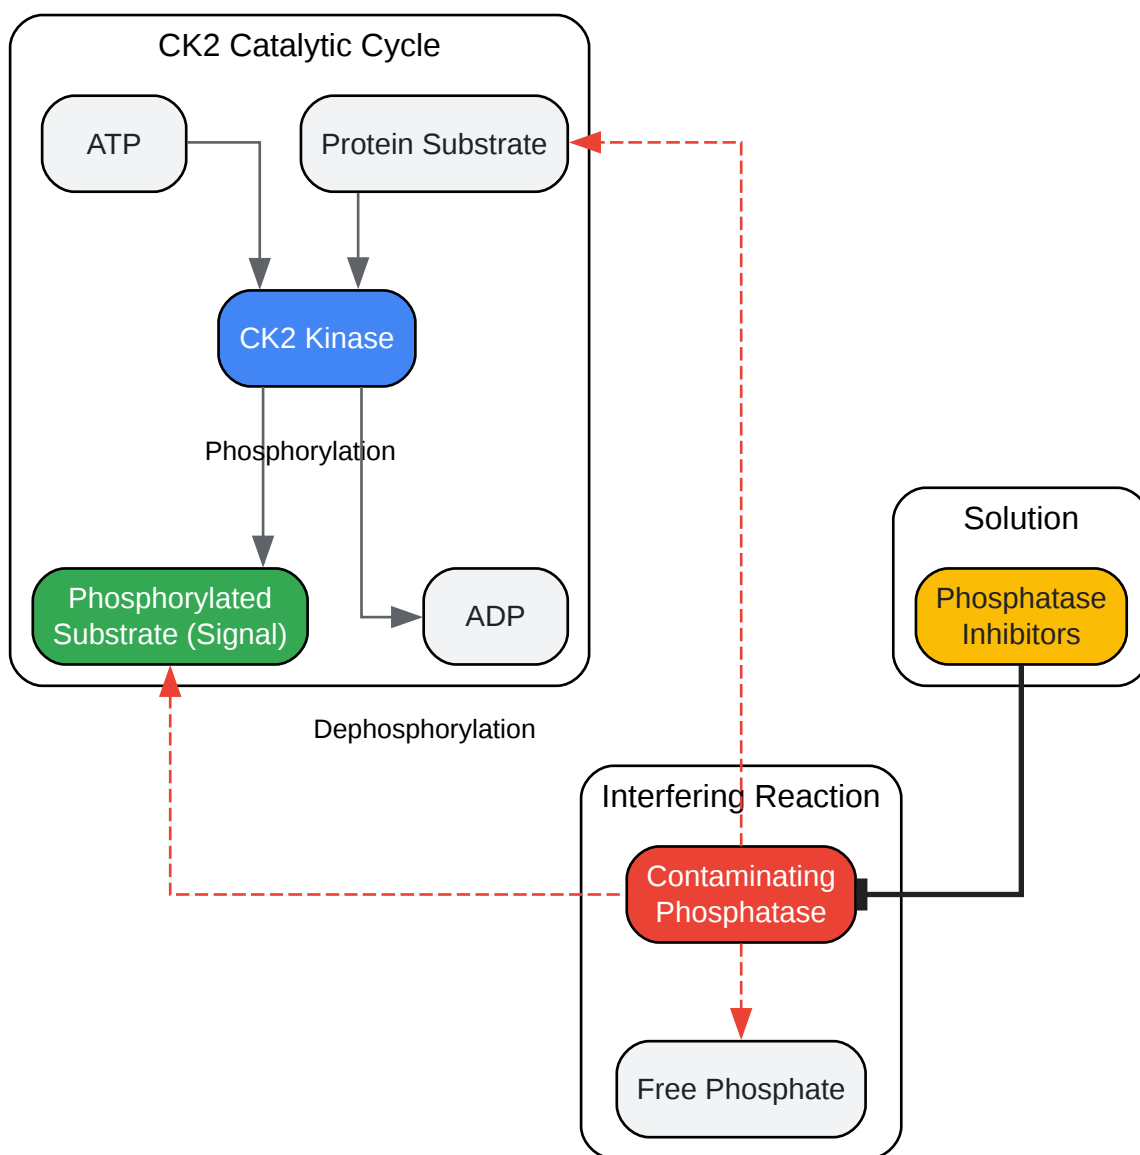 CK2 Catalytic Cycle
ATP
Protein Substrate
CK2 Kinase
Phosphorylation
Phosphorylated
Substrate (Signal)
ADP
Solution
Phosphatase
Inhibitors
Dephosphorylation
Interfering Reaction
Contaminating
Phosphatase
Free Phosphate